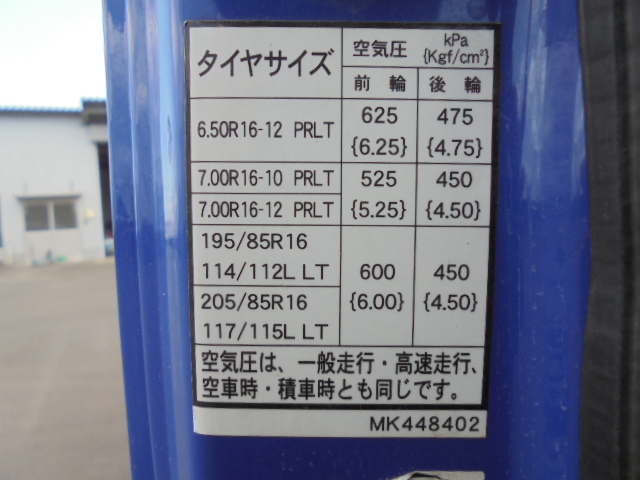 タイヤサイズ 空気圧 kPa {Kgf/cm²}
前輪 後輪
6.50R16-12 PRLT 625 {6.25} 475 {4.75}
7.00R16-10 PRLT 525 450
7.00R16-12 PRLT {5.25} {4.50}
195/85R16
114/112L LT 600 450
205/85R16 {6.00} {4.50}
117/115L LT
空気圧は、一般走行・高速走行、
空車時・積車時とも同じです。
MK448402